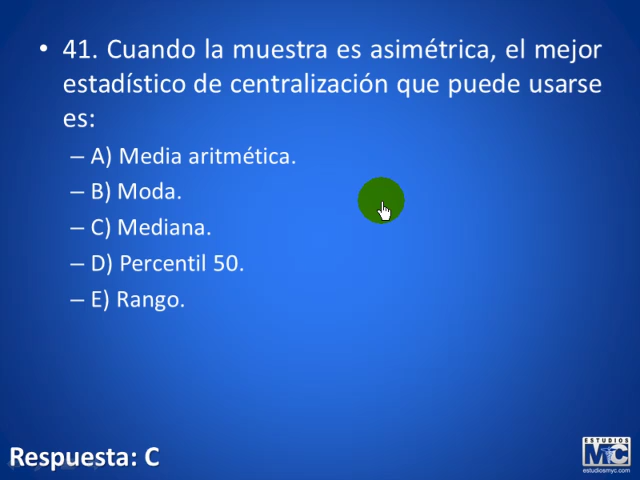 • 41. Cuando la muestra es asimétrica, el mejor
estadístico de centralización que puede usarse
es:
– A) Media aritmética.
– B) Moda.
– C) Mediana.
– D) Percentil 50.
– E) Rango.
Respuesta: C
ESTUDIOS
MyC
estudiosmyc.com